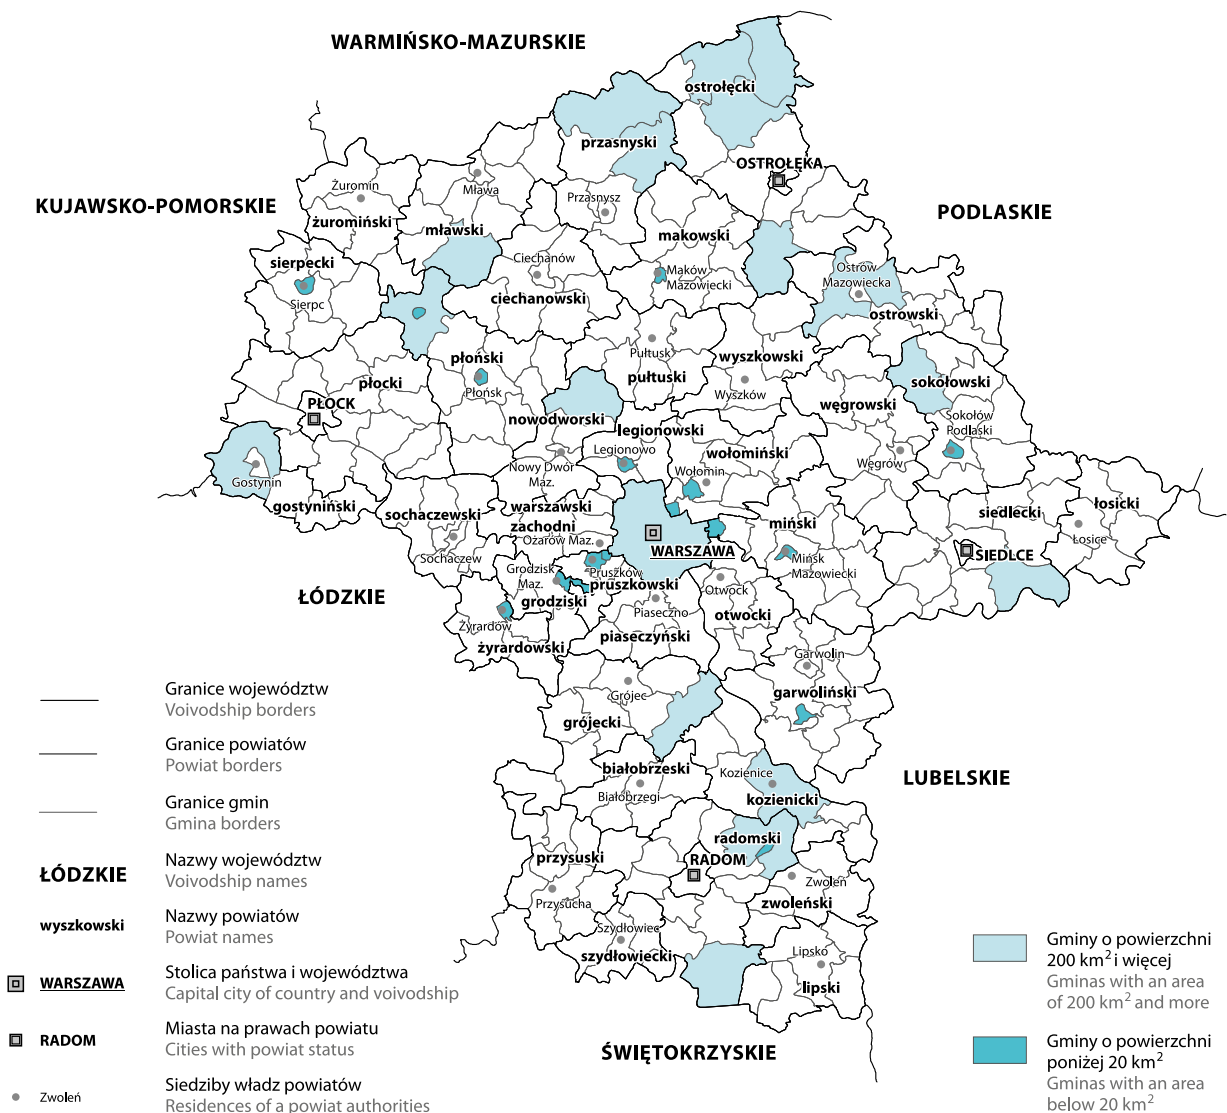 WARMIŃSKO-MAZURSKIE
ostrołęcki
przasnyski
OSTROŁĘKA
KUJAWSKO-POMORSKIE
Żuromin
Mława
Przasnysz
PODLASKIE
żuromiński
mławski
makowski
sierpecki
Ciechanów
Maków
Mazowiecki
Ostrów
Mazowiecka
Sierpc
ciechanowski
ostrowski
Pułtusk
płoński
wyszkowski
płocki
pułtuski
sokołowski
Płońsk
Wyszków
PŁOCK
węgrowski
nowodworski
Sokołów
Podlaski
legionowski
Legionowo
wołomiński
Węgrów
Nowy Dwór
Maz.
Wołomin
Gostynin
gostyniński
sochaczewski
warszawski
zachodni
Ożarów Maz.
miński
siedlecki
łosicki
Sochaczew
WARSZAWA
Mińsk
Mazowiecki
SIEDLCE
Łosice
Grodzisk
Maz.
Pruszków
pruszkowski
Otwock
ŁÓDZKIE
grodziski
Piaseczno
otwocki
Żyrardów
żyrardowski
piaseczyński
Garwolin
Grójec
garwoliński
grójecki
białobrzeski
Kozienice
LUBELSKIE
Białobrzegi
kozienicki
radomski
przysuski
RADOM
Zwoleń
Przysucha
zwoleński
Szydłowiec
szydłowiecki
Lipsko
lipski
ŚWIĘTOKRZYSKIE
Granice województw
Voivodship borders
Granice powiatów
Powiat borders
Granice gmin
Gmina borders
ŁÓDZKIE
Nazwy województw
Voivodship names
wyszkowski
Nazwy powiatów
Powiat names
WARSZAWA
Stolica państwa i województwa
Capital city of country and voivodship
RADOM
Miasta na prawach powiatu
Cities with powiat status
Zwoleń
Siedziby władz powiatów
Residences of a powiat authorities
Gminy o powierzchni
200 km² i więcej
Gminas with an area
of 200 km² and more
Gminy o powierzchni
poniżej 20 km²
Gminas with an area
below 20 km²